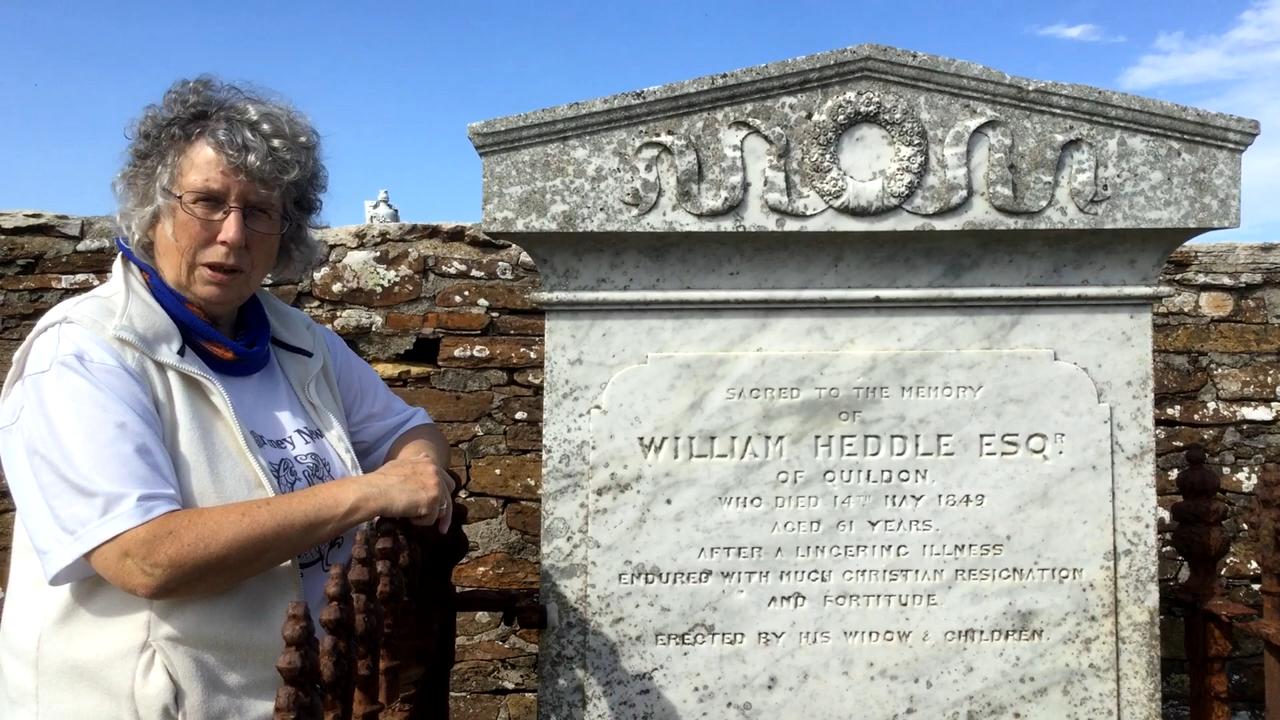 SACRED TO THE MEMORY
OF
WILLIAM HEDDLE ESQR.
OF QUILDON,
WHO DIED 14TH MAY 1849
AGED 61 YEARS.
AFTER A LINGERING ILLNESS
ENDURED WITH MUCH CHRISTIAN RESIGNATION
AND FORTITUDE.
ERECTED BY HIS WIDOW & CHILDREN.